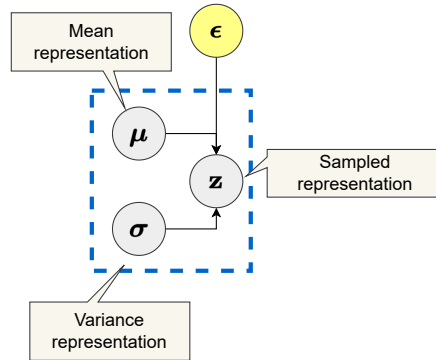 Mean
representation
ϵ
μ
z
Sampled
representation
σ
Variance
representation